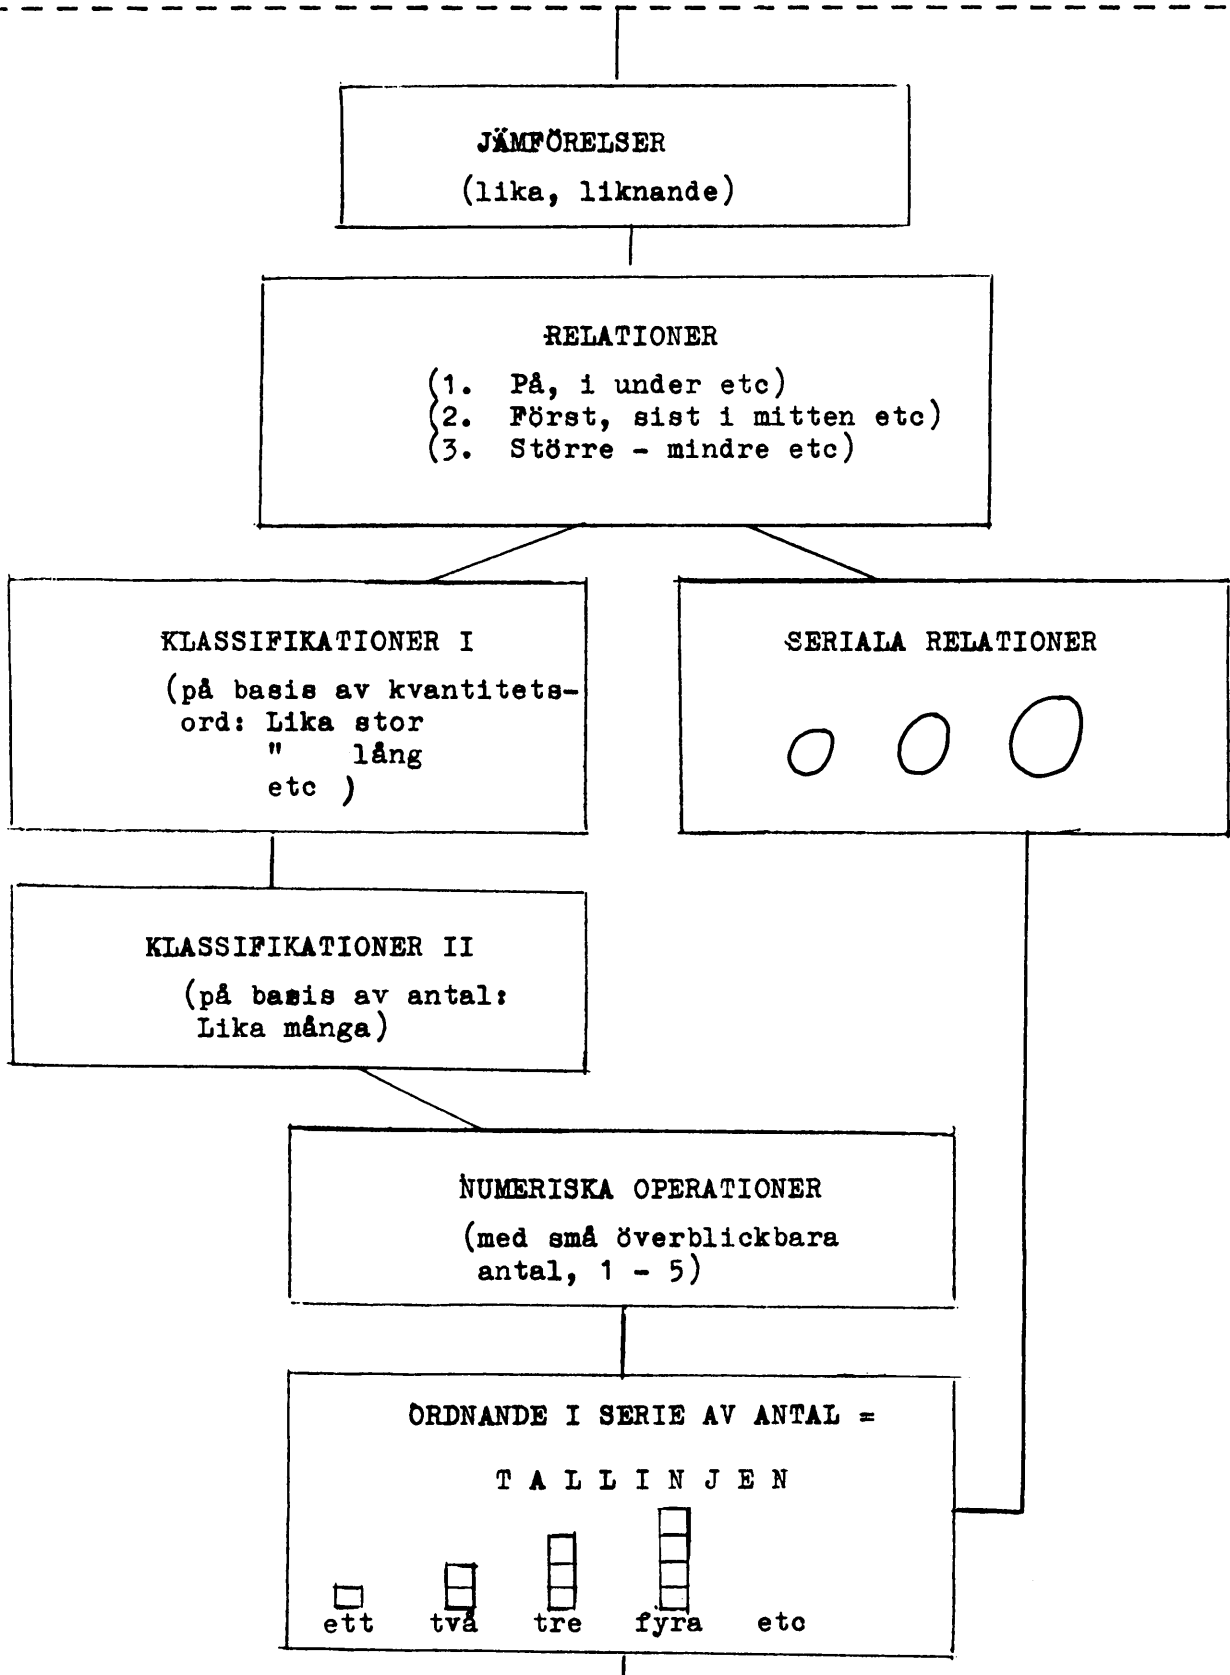 JÄMFÖRELSER
(lika, liknande)
RELATIONER
(1. På, i under etc)
(2. Först, sist i mitten etc)
(3. Större - mindre etc)
KLASSIFIKATIONER I
(på basis av kvantitets-
ord: Lika stor
" lång
etc )
SERIALA RELATIONER
KLASSIFIKATIONER II
(på basis av antal:
Lika många)
NUMERISKA OPERATIONER
(med små överblickbara
antal, 1 - 5)
ORDNANDE I SERIE AV ANTAL =
T A L L I N J E N
ett två tre fyra etc